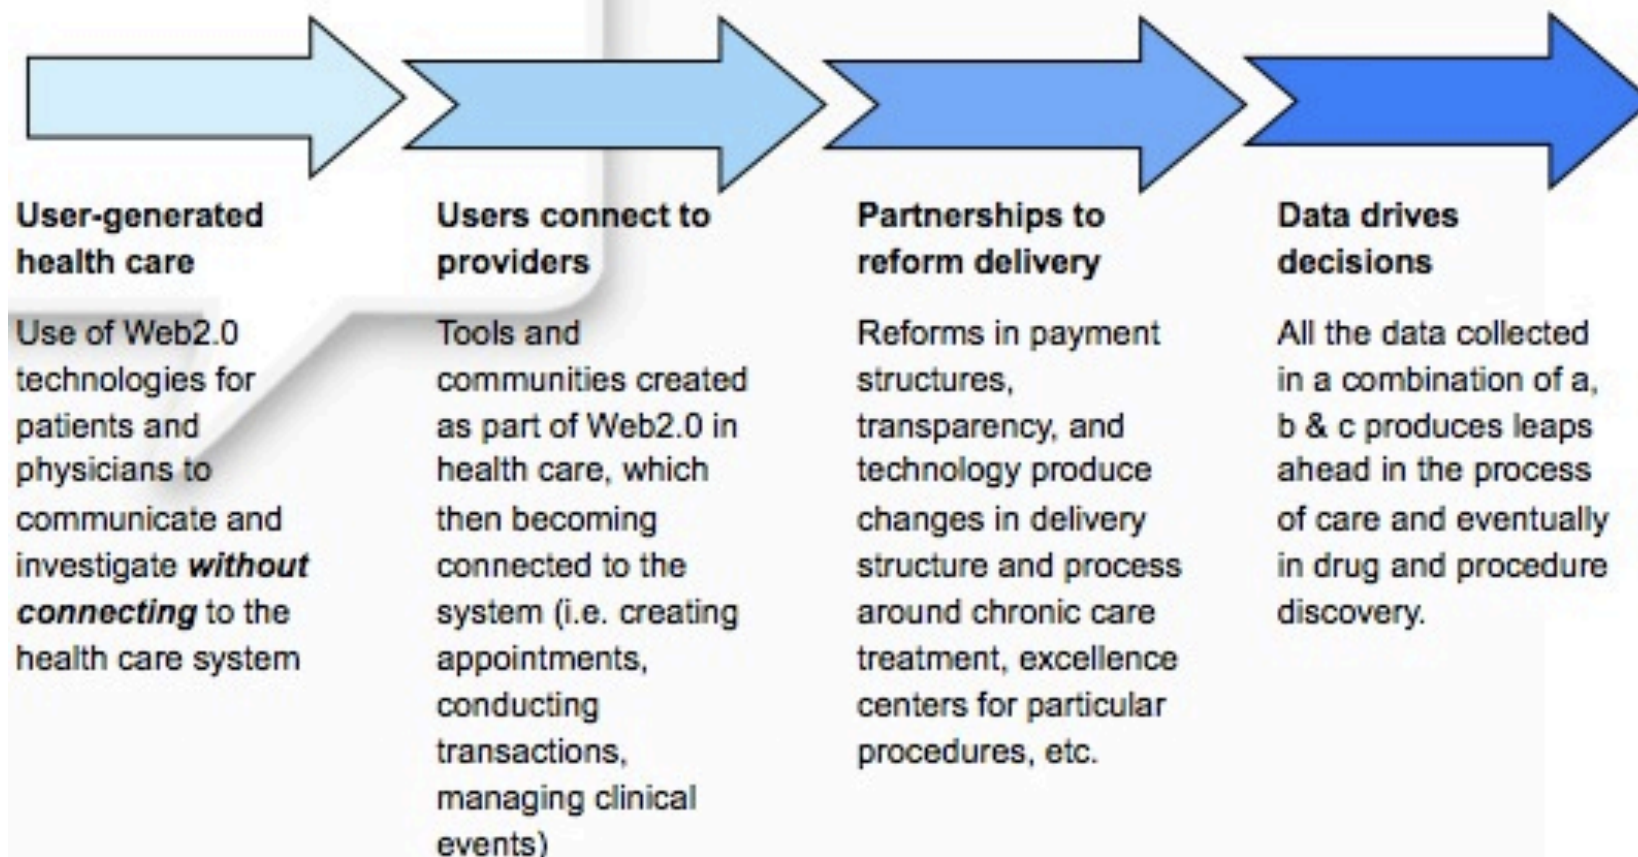 User-generated
health care
Use of Web2.0
technologies for
patients and
physicians to
communicate and
investigate without
connecting to the
health care system
Users connect to
providers
Tools and
communities created
as part of Web2.0 in
health care, which
then becoming
connected to the
system (i.e. creating
appointments,
conducting
transactions,
managing clinical
events)
Partnerships to
reform delivery
Reforms in payment
structures,
transparency, and
technology produce
changes in delivery
structure and process
around chronic care
treatment, excellence
centers for particular
procedures, etc.
Data drives
decisions
All the data collected
in a combination of a,
b & c produces leaps
ahead in the process
of care and eventually
in drug and procedure
discovery.